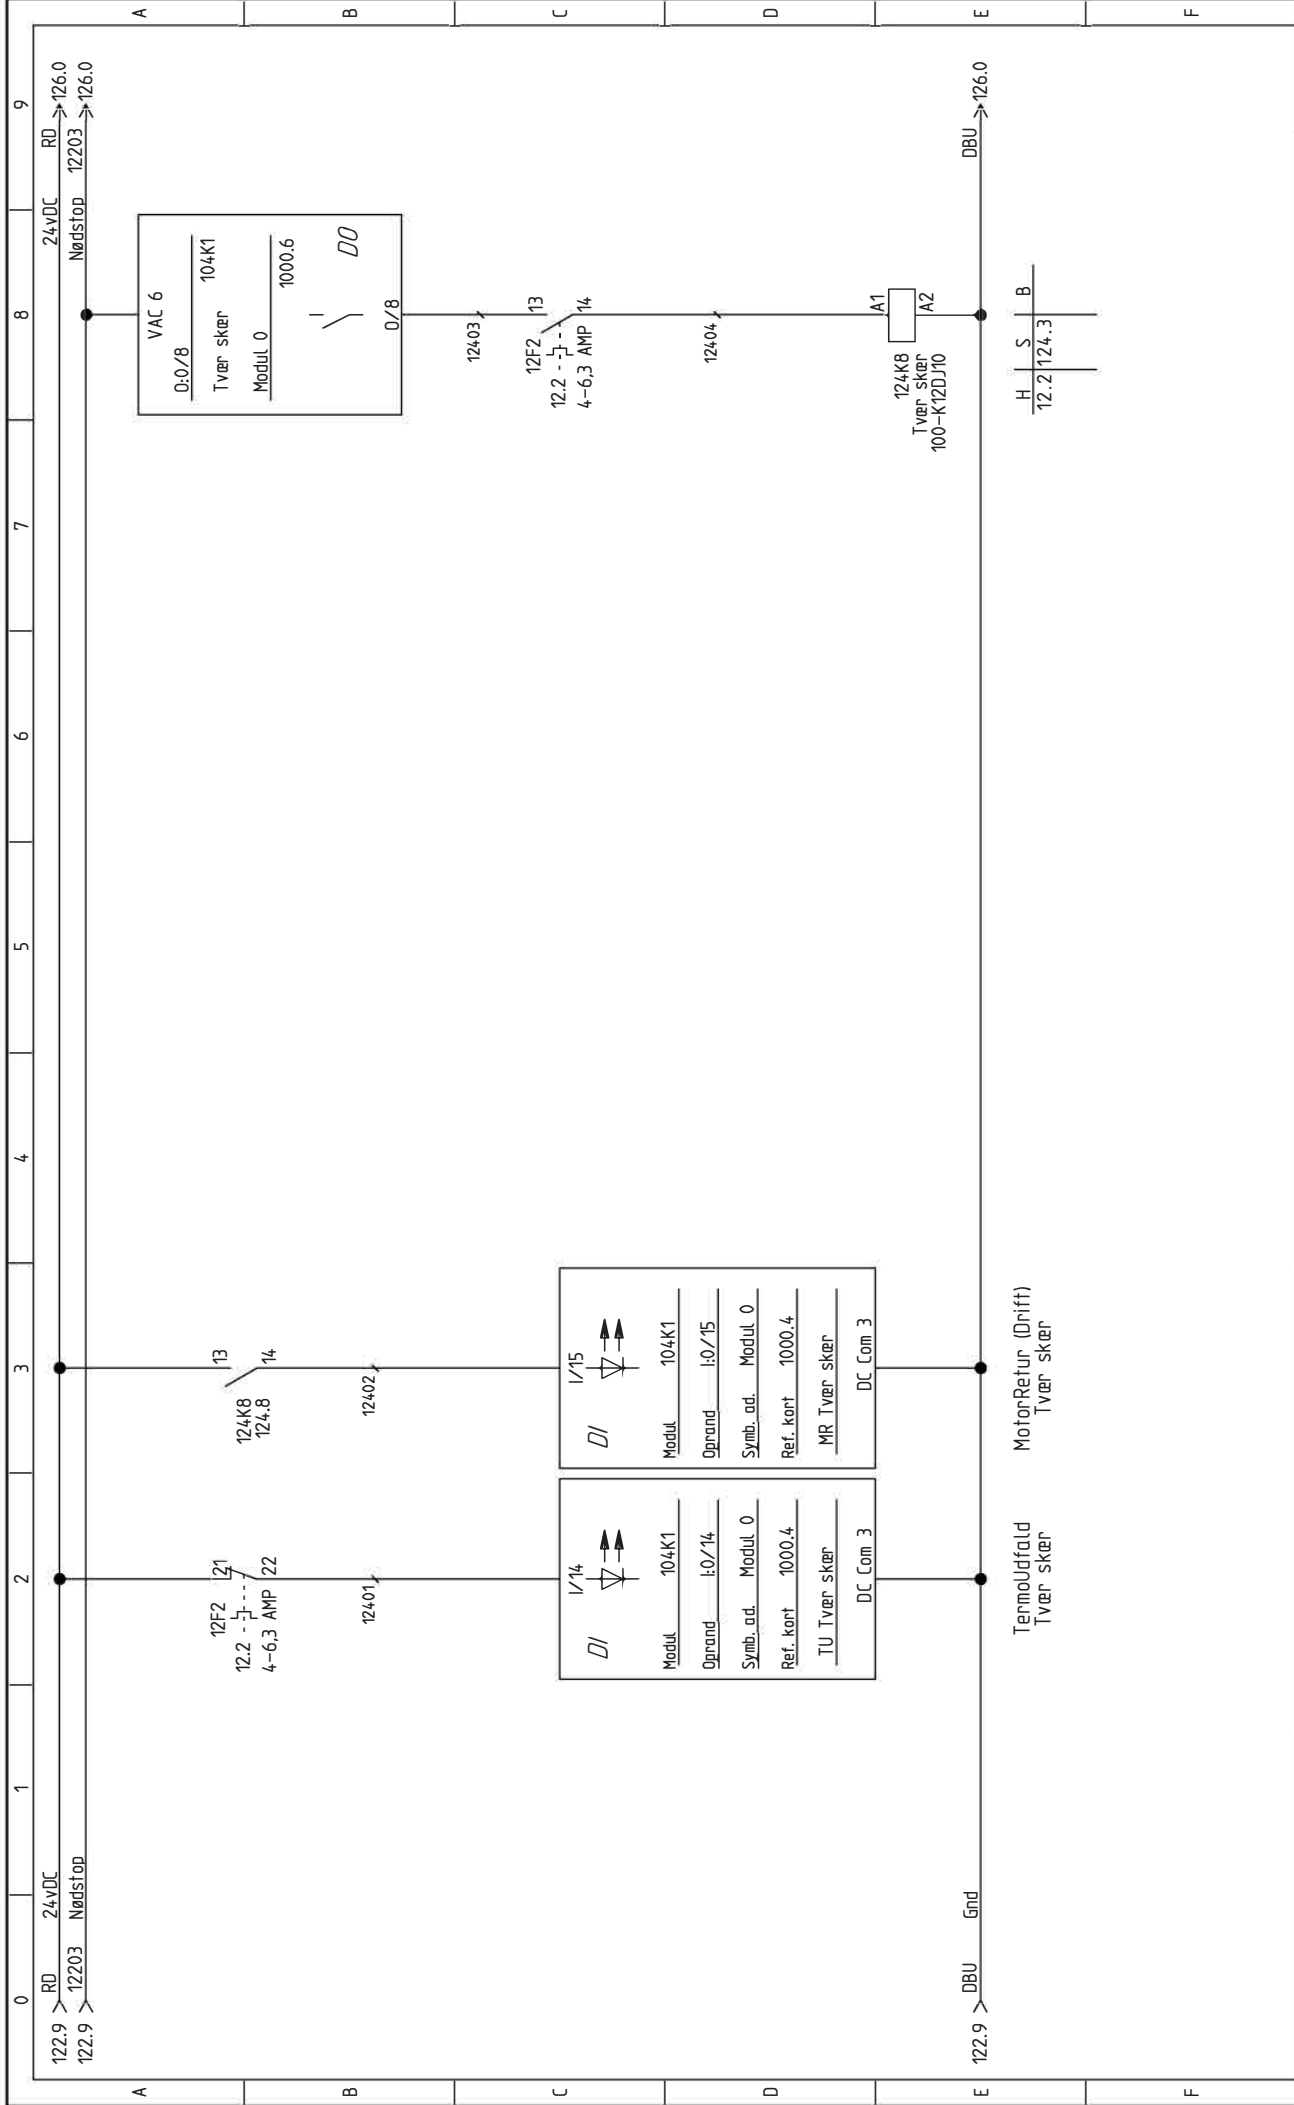 0 1 2 3 4 5 6 7 8 9
A
B
C
D
E
F
A
B
C
D
E
F
122.9 RD 24vDC
122.9 12203 Nødstop
24vDC RD 126.0
Nødstop 12203 126.0
12F2
12.2
4-6,3 AMP
21
22
12401
124K8
124.8
13
14
12402
DI
I/14
Modul 104K1
Oprand I:0/14
Symb. ad. Modul 0
Ref. kort 1000.4
TU Tvær skær
DC Com 3
DI
I/15
Modul 104K1
Oprand I:0/15
Symb. ad. Modul 0
Ref. kort 1000.4
MR Tvær skær
DC Com 3
VAC 6
O:0/8
104K1
Tvær skær
Modul 0
1000.6
DO
O/8
12403
12F2
12.2
4-6,3 AMP
13
14
12404
A1
A2
124K8
Tvær skær
100-K12DJ10
122.9 DBU Gnd
DBU 126.0
TermoUdfald
Tvær skær
MotorRetur (Drift)
Tvær skær
H S B
12.2 124.3